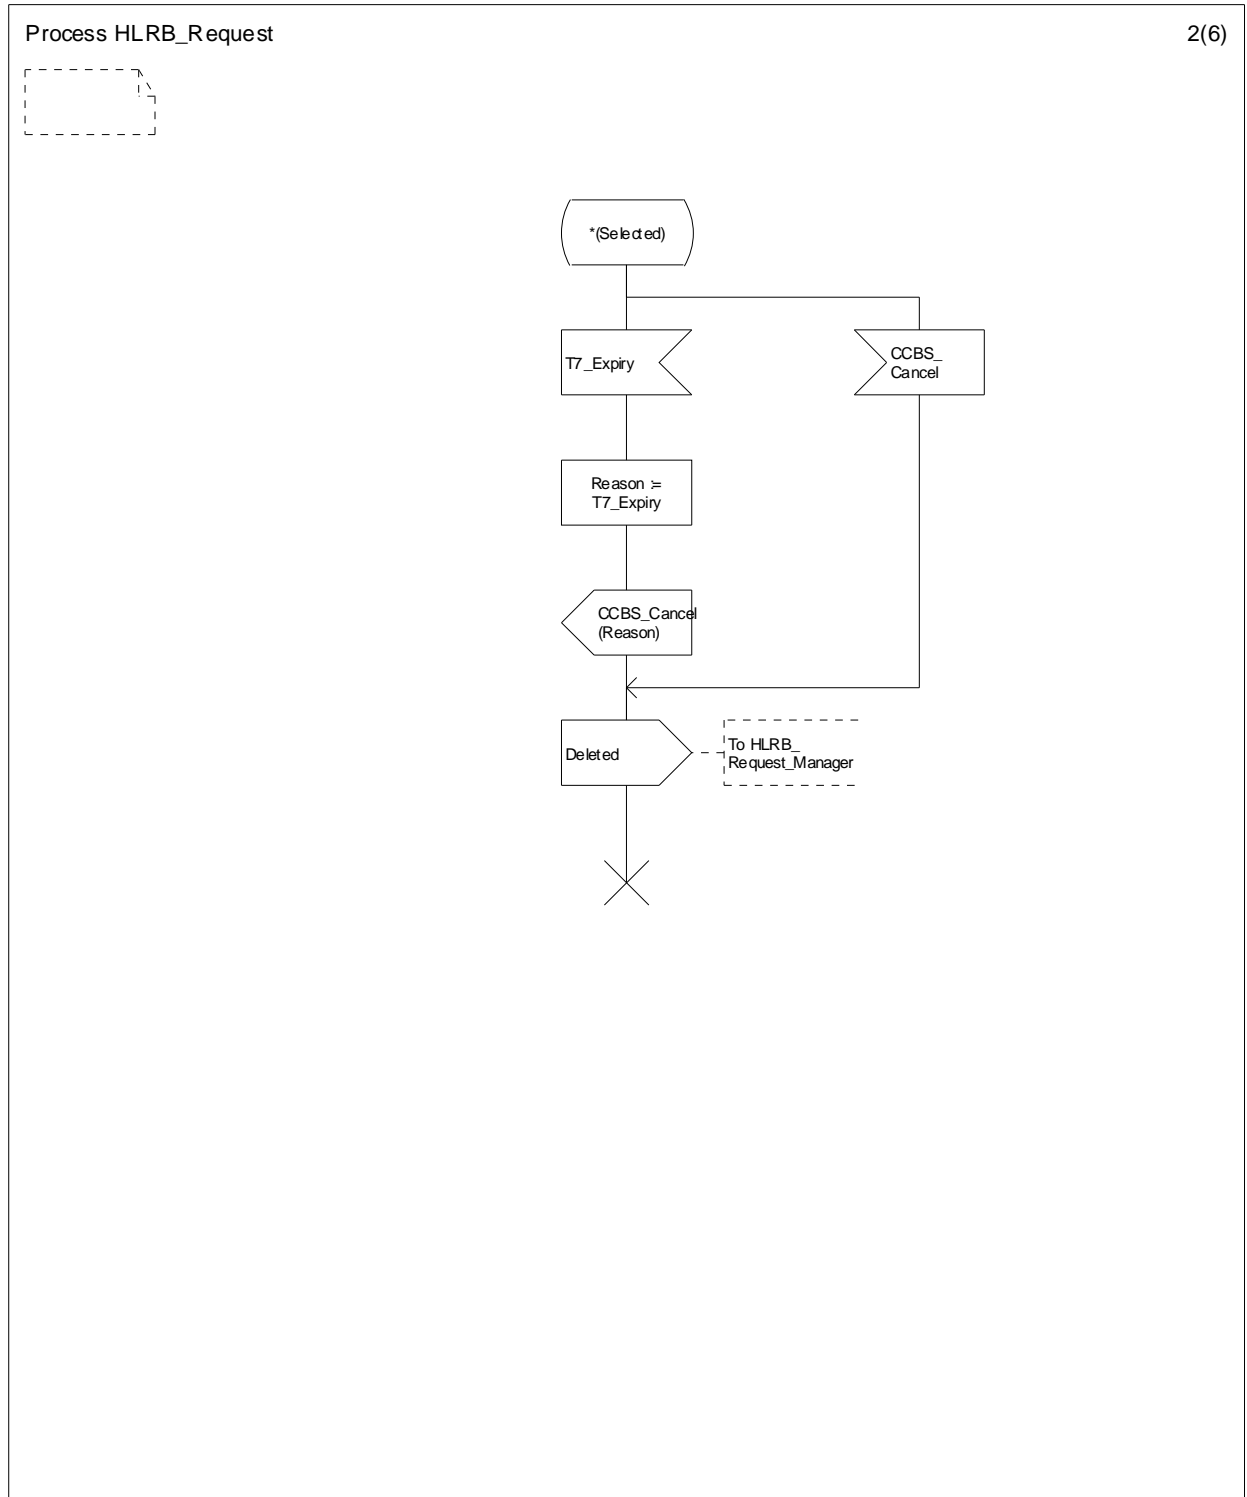 Process HLRB_Request
2(6)
*(Selected)
T7_Expiry
CCBS_
Cancel
Reason :=
T7_Expiry
CCBS_Cancel
(Reason)
Deleted
To HLRB_
Request_Manager